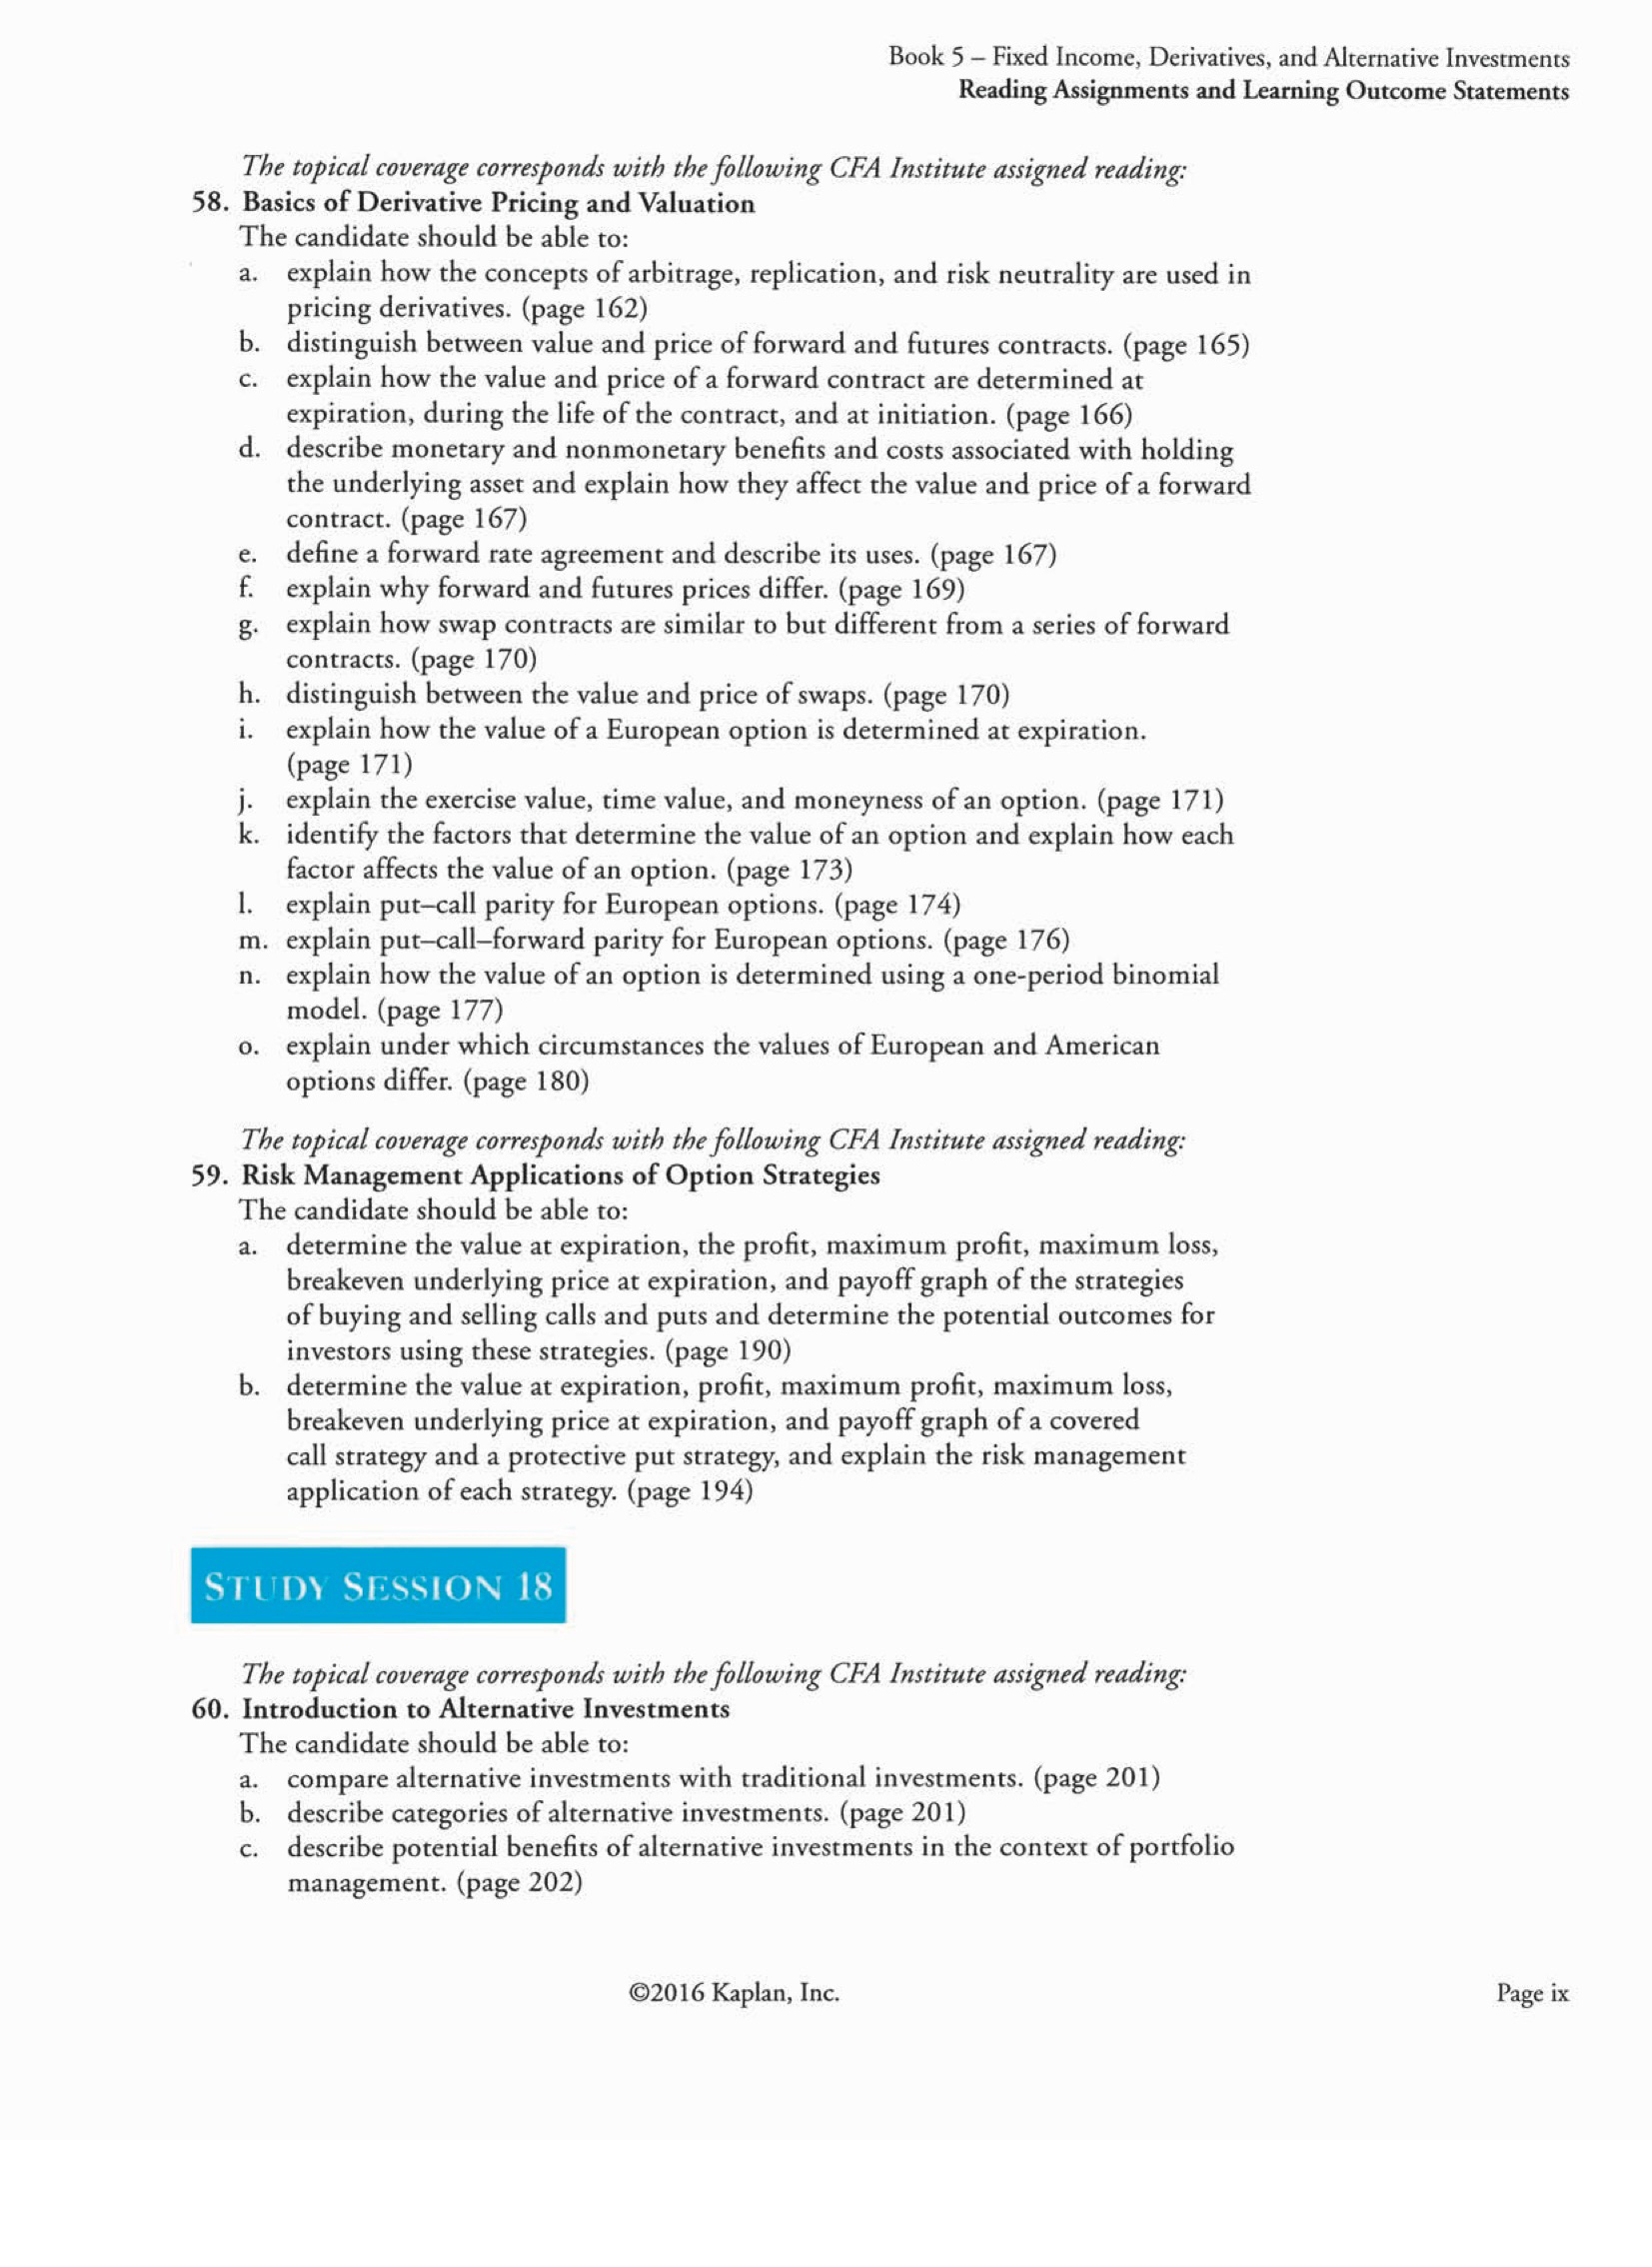 Book 5 – Fixed Income, Derivatives, and Alternative Investments
Reading Assignments and Learning Outcome Statements
The topical coverage corresponds with the following CFA Institute assigned reading:
58. Basics of Derivative Pricing and Valuation
The candidate should be able to:
a. explain how the concepts of arbitrage, replication, and risk neutrality are used in
pricing derivatives. (page 162)
b. distinguish between value and price of forward and futures contracts. (page 165)
c. explain how the value and price of a forward contract are determined at
expiration, during the life of the contract, and at initiation. (page 166)
d. describe monetary and nonmonetary benefits and costs associated with holding
the underlying asset and explain how they affect the value and price of a forward
contract. (page 167)
e. define a forward rate agreement and describe its uses. (page 167)
f. explain why forward and futures prices differ. (page 169)
g. explain how swap contracts are similar to but different from a series of forward
contracts. (page 170)
h. distinguish between the value and price of swaps. (page 170)
i. explain how the value of a European option is determined at expiration.
(page 171)
j. explain the exercise value, time value, and moneyness of an option. (page 171)
k. identify the factors that determine the value of an option and explain how each
factor affects the value of an option. (page 173)
l. explain put–call parity for European options. (page 174)
m. explain put–call–forward parity for European options. (page 176)
n. explain how the value of an option is determined using a one-period binomial
model. (page 177)
o. explain under which circumstances the values of European and American
options differ. (page 180)
The topical coverage corresponds with the following CFA Institute assigned reading:
59. Risk Management Applications of Option Strategies
The candidate should be able to:
a. determine the value at expiration, the profit, maximum profit, maximum loss,
breakeven underlying price at expiration, and payoff graph of the strategies
of buying and selling calls and puts and determine the potential outcomes for
investors using these strategies. (page 190)
b. determine the value at expiration, profit, maximum profit, maximum loss,
breakeven underlying price at expiration, and payoff graph of a covered
call strategy and a protective put strategy, and explain the risk management
application of each strategy. (page 194)
STUDY SESSION 18
The topical coverage corresponds with the following CFA Institute assigned reading:
60. Introduction to Alternative Investments
The candidate should be able to:
a. compare alternative investments with traditional investments. (page 201)
b. describe categories of alternative investments. (page 201)
c. describe potential benefits of alternative investments in the context of portfolio
management. (page 202)
©2016 Kaplan, Inc.
Page ix